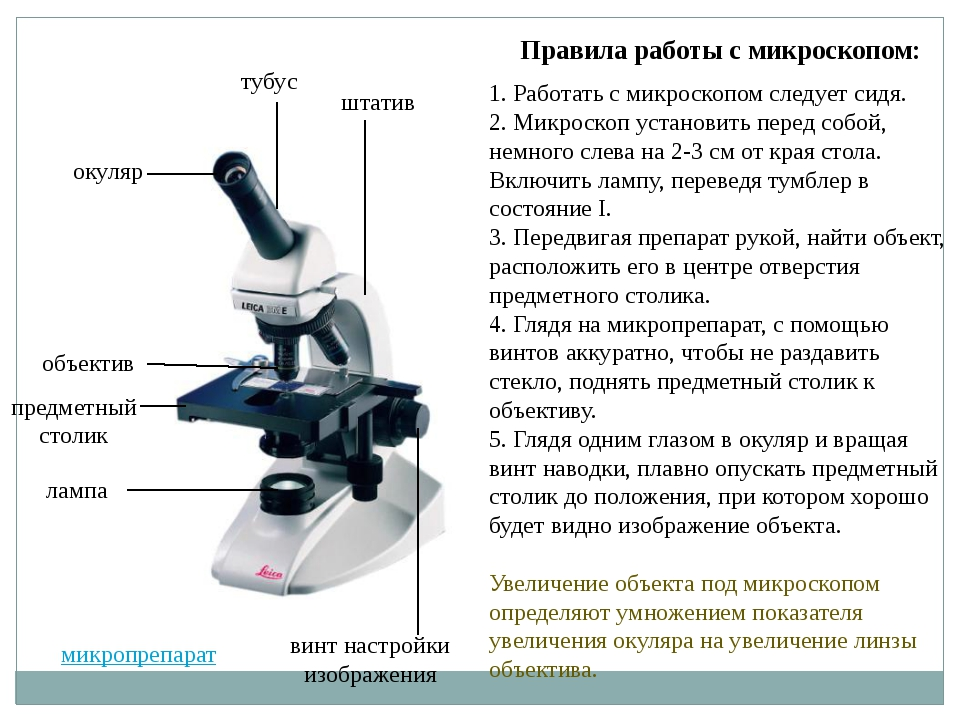 Правила работы с микроскопом:
тубус
штатив
окуляр
объектив
предметный
столик
лампа
винт настройки
изображения
микропрепарат
LEICA
Leica
1. Работать с микроскопом следует сидя.
2. Микроскоп установить перед собой,
немного слева на 2-3 см от края стола.
Включить лампу, переведя тумблер в
состояние I.
3. Передвигая препарат рукой, найти объект,
расположить его в центре отверстия
предметного столика.
4. Глядя на микропрепарат, с помощью
винтов аккуратно, чтобы не раздавить
стекло, поднять предметный столик к
объективу.
5. Глядя одним глазом в окуляр и вращая
винт наводки, плавно опускать предметный
столик до положения, при котором хорошо
будет видно изображение объекта.
Увеличение объекта под микроскопом
определяют умножением показателя
увеличения окуляра на увеличение линзы
объектива.